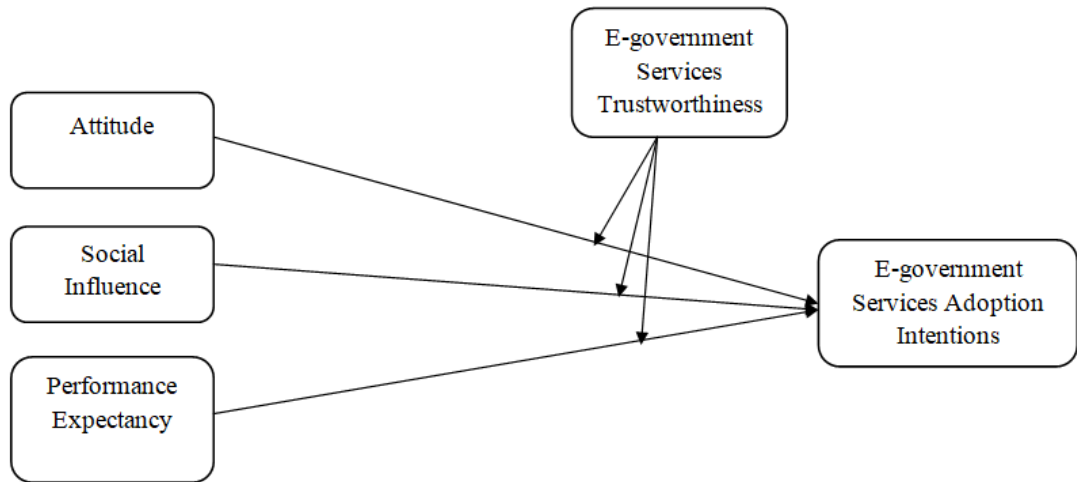 E-government
Services
Trustworthiness
Attitude
Social
Influence
Performance
Expectancy
E-government
Services Adoption
Intentions